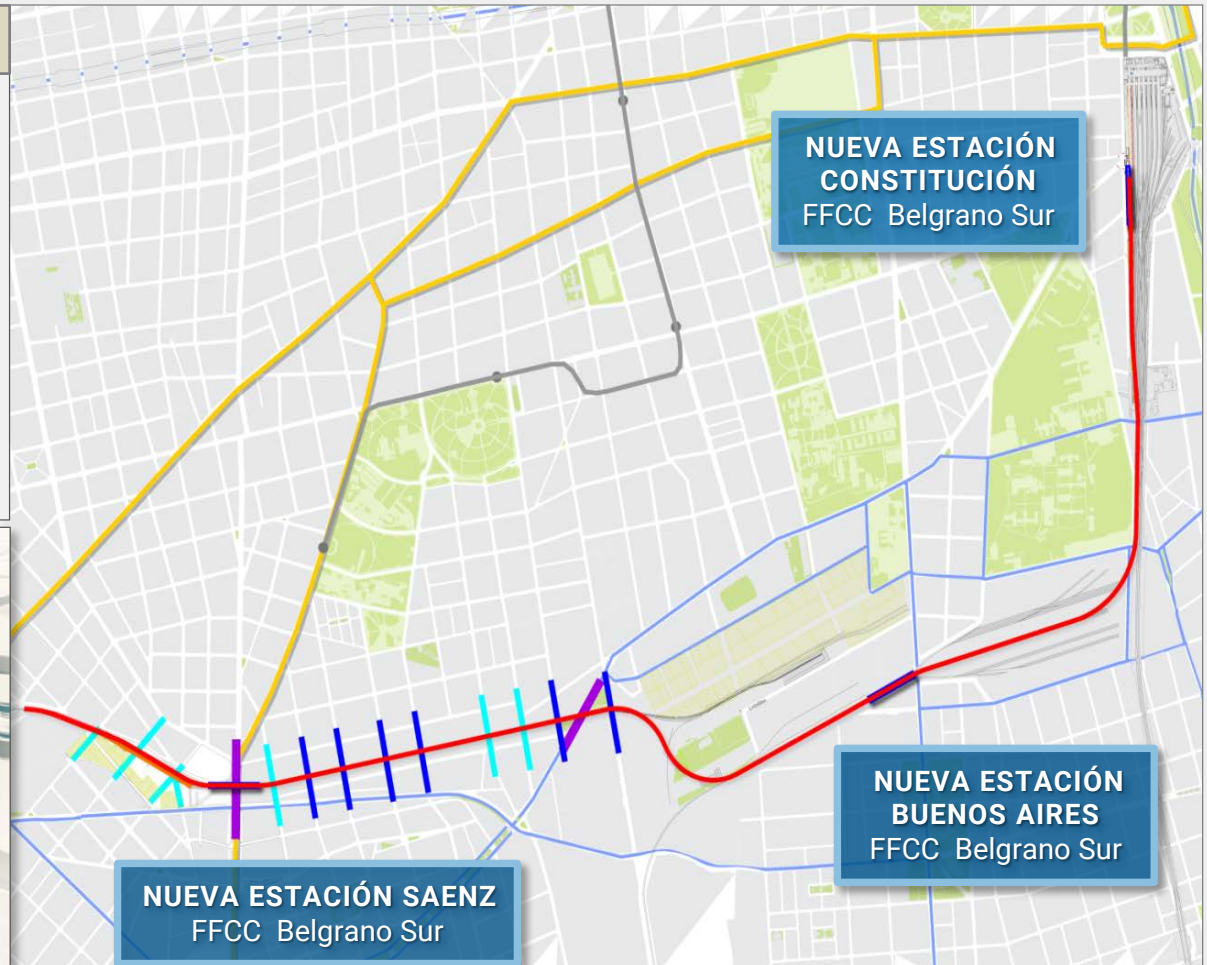 NUEVA ESTACIÓN
CONSTITUCIÓN
FFCC Belgrano Sur
NUEVA ESTACIÓN
BUENOS AIRES
FFCC Belgrano Sur
NUEVA ESTACIÓN SAENZ
FFCC Belgrano Sur